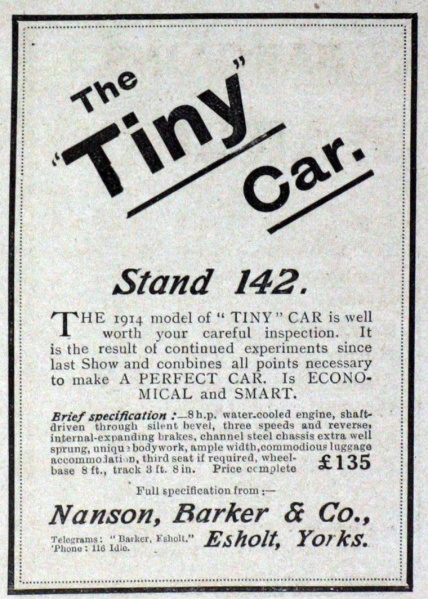 The
"Tiny"
Car.
Stand 142.
THE 1914 model of "TINY" CAR is well
worth your careful inspection. It
is the result of continued experiments since
last Show and combines all points necessary
to make A PERFECT CAR. Is ECONO-
MICAL and SMART.
Brief specification :—8 h.p. water-cooled engine, shaft-
driven through silent bevel, three speeds and reverse,
internal-expanding brakes, channel steel chassis extra well
sprung, unique bodywork, ample width, commodious luggage
accommodation, third seat if required, wheel-
base 8 ft., track 3 ft. 8 in. Price complete £135
Full specification from :—
Nanson, Barker & Co.,
Telegrams: "Barker, Esholt."
'Phone: 116 Idle.
Esholt, Yorks.